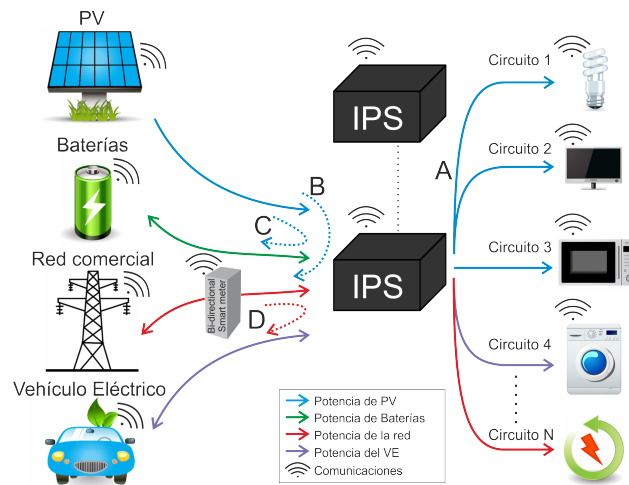 PV
Baterías
Red comercial
Bi-directional
Smart meter
Vehículo Eléctrico
B
C
D
IPS
IPS
A
Circuito 1
Circuito 2
Circuito 3
Circuito 4
Circuito N
Potencia de PV
Potencia de Baterías
Potencia de la red
Potencia del VE
Comunicaciones